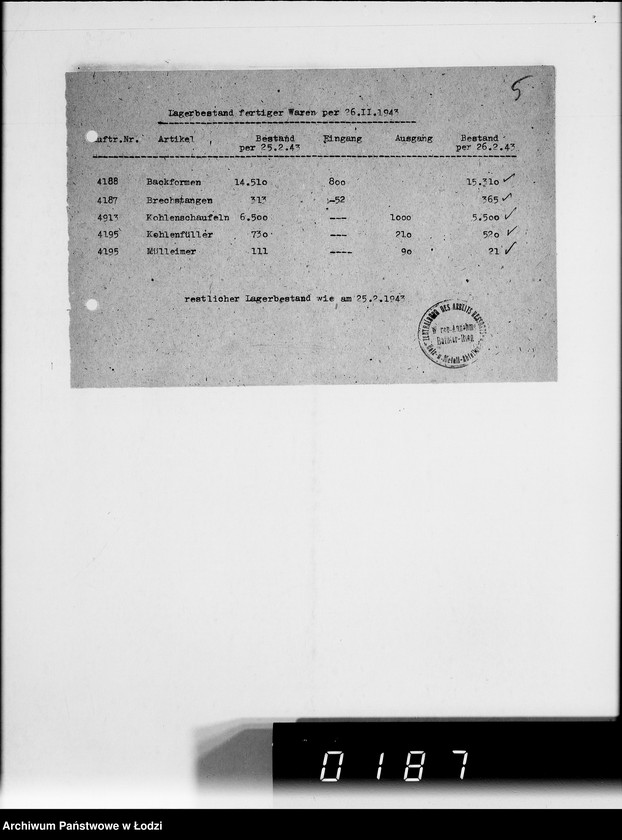 5
Lagerbestand fertiger Waren per 26.II.1943
uftr.Nr. Artikel Bestand per 25.2.43 Eingang Ausgang Bestand per 26.2.43
4188 Backformen 14.510 800 15.310 ✓
4187 Brechstangen 313 -52 365 ✓
4913 Kohlenschaufeln 6.500 --- 1000 5.500 ✓
4195 Kohlenfüller 730 --- 210 520 ✓
4195 Mülleimer 111 ---- 90 21 ✓
restlicher Lagerbestand wie am 25.2.1943
DES
0187
Archiwum Państwowe w Łodzi